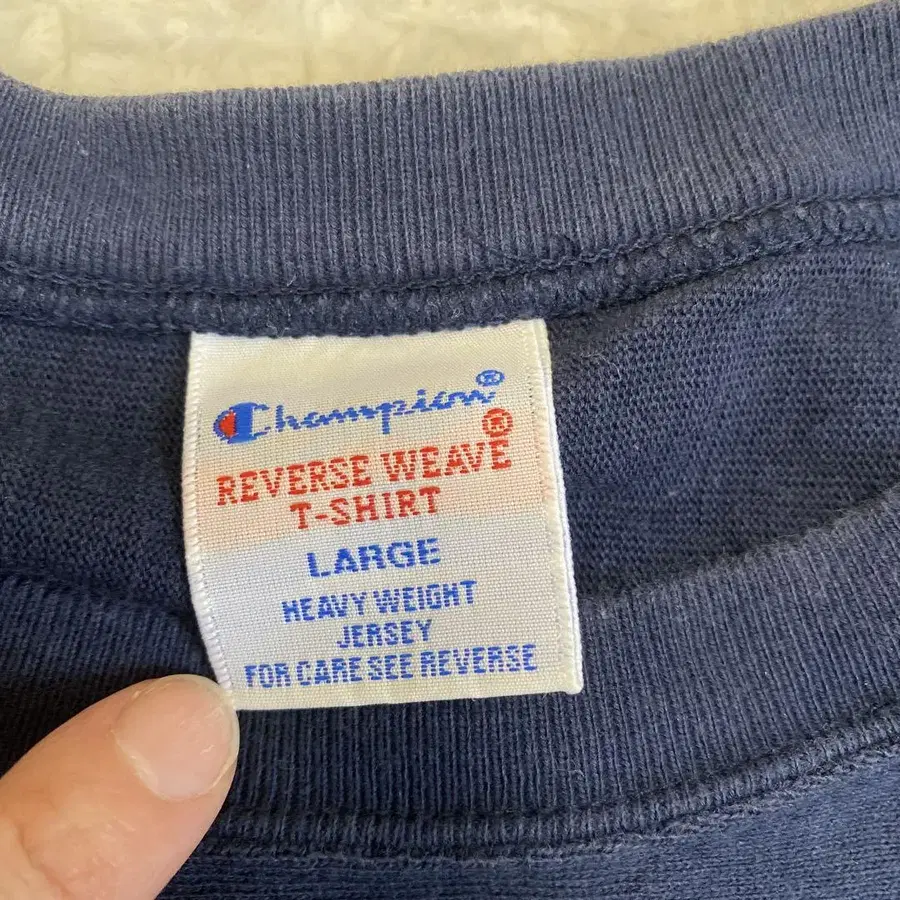 Champion®
REVERSE WEAVE®
T-SHIRT
LARGE
HEAVY WEIGHT
JERSEY
FOR CARE SEE REVERSE